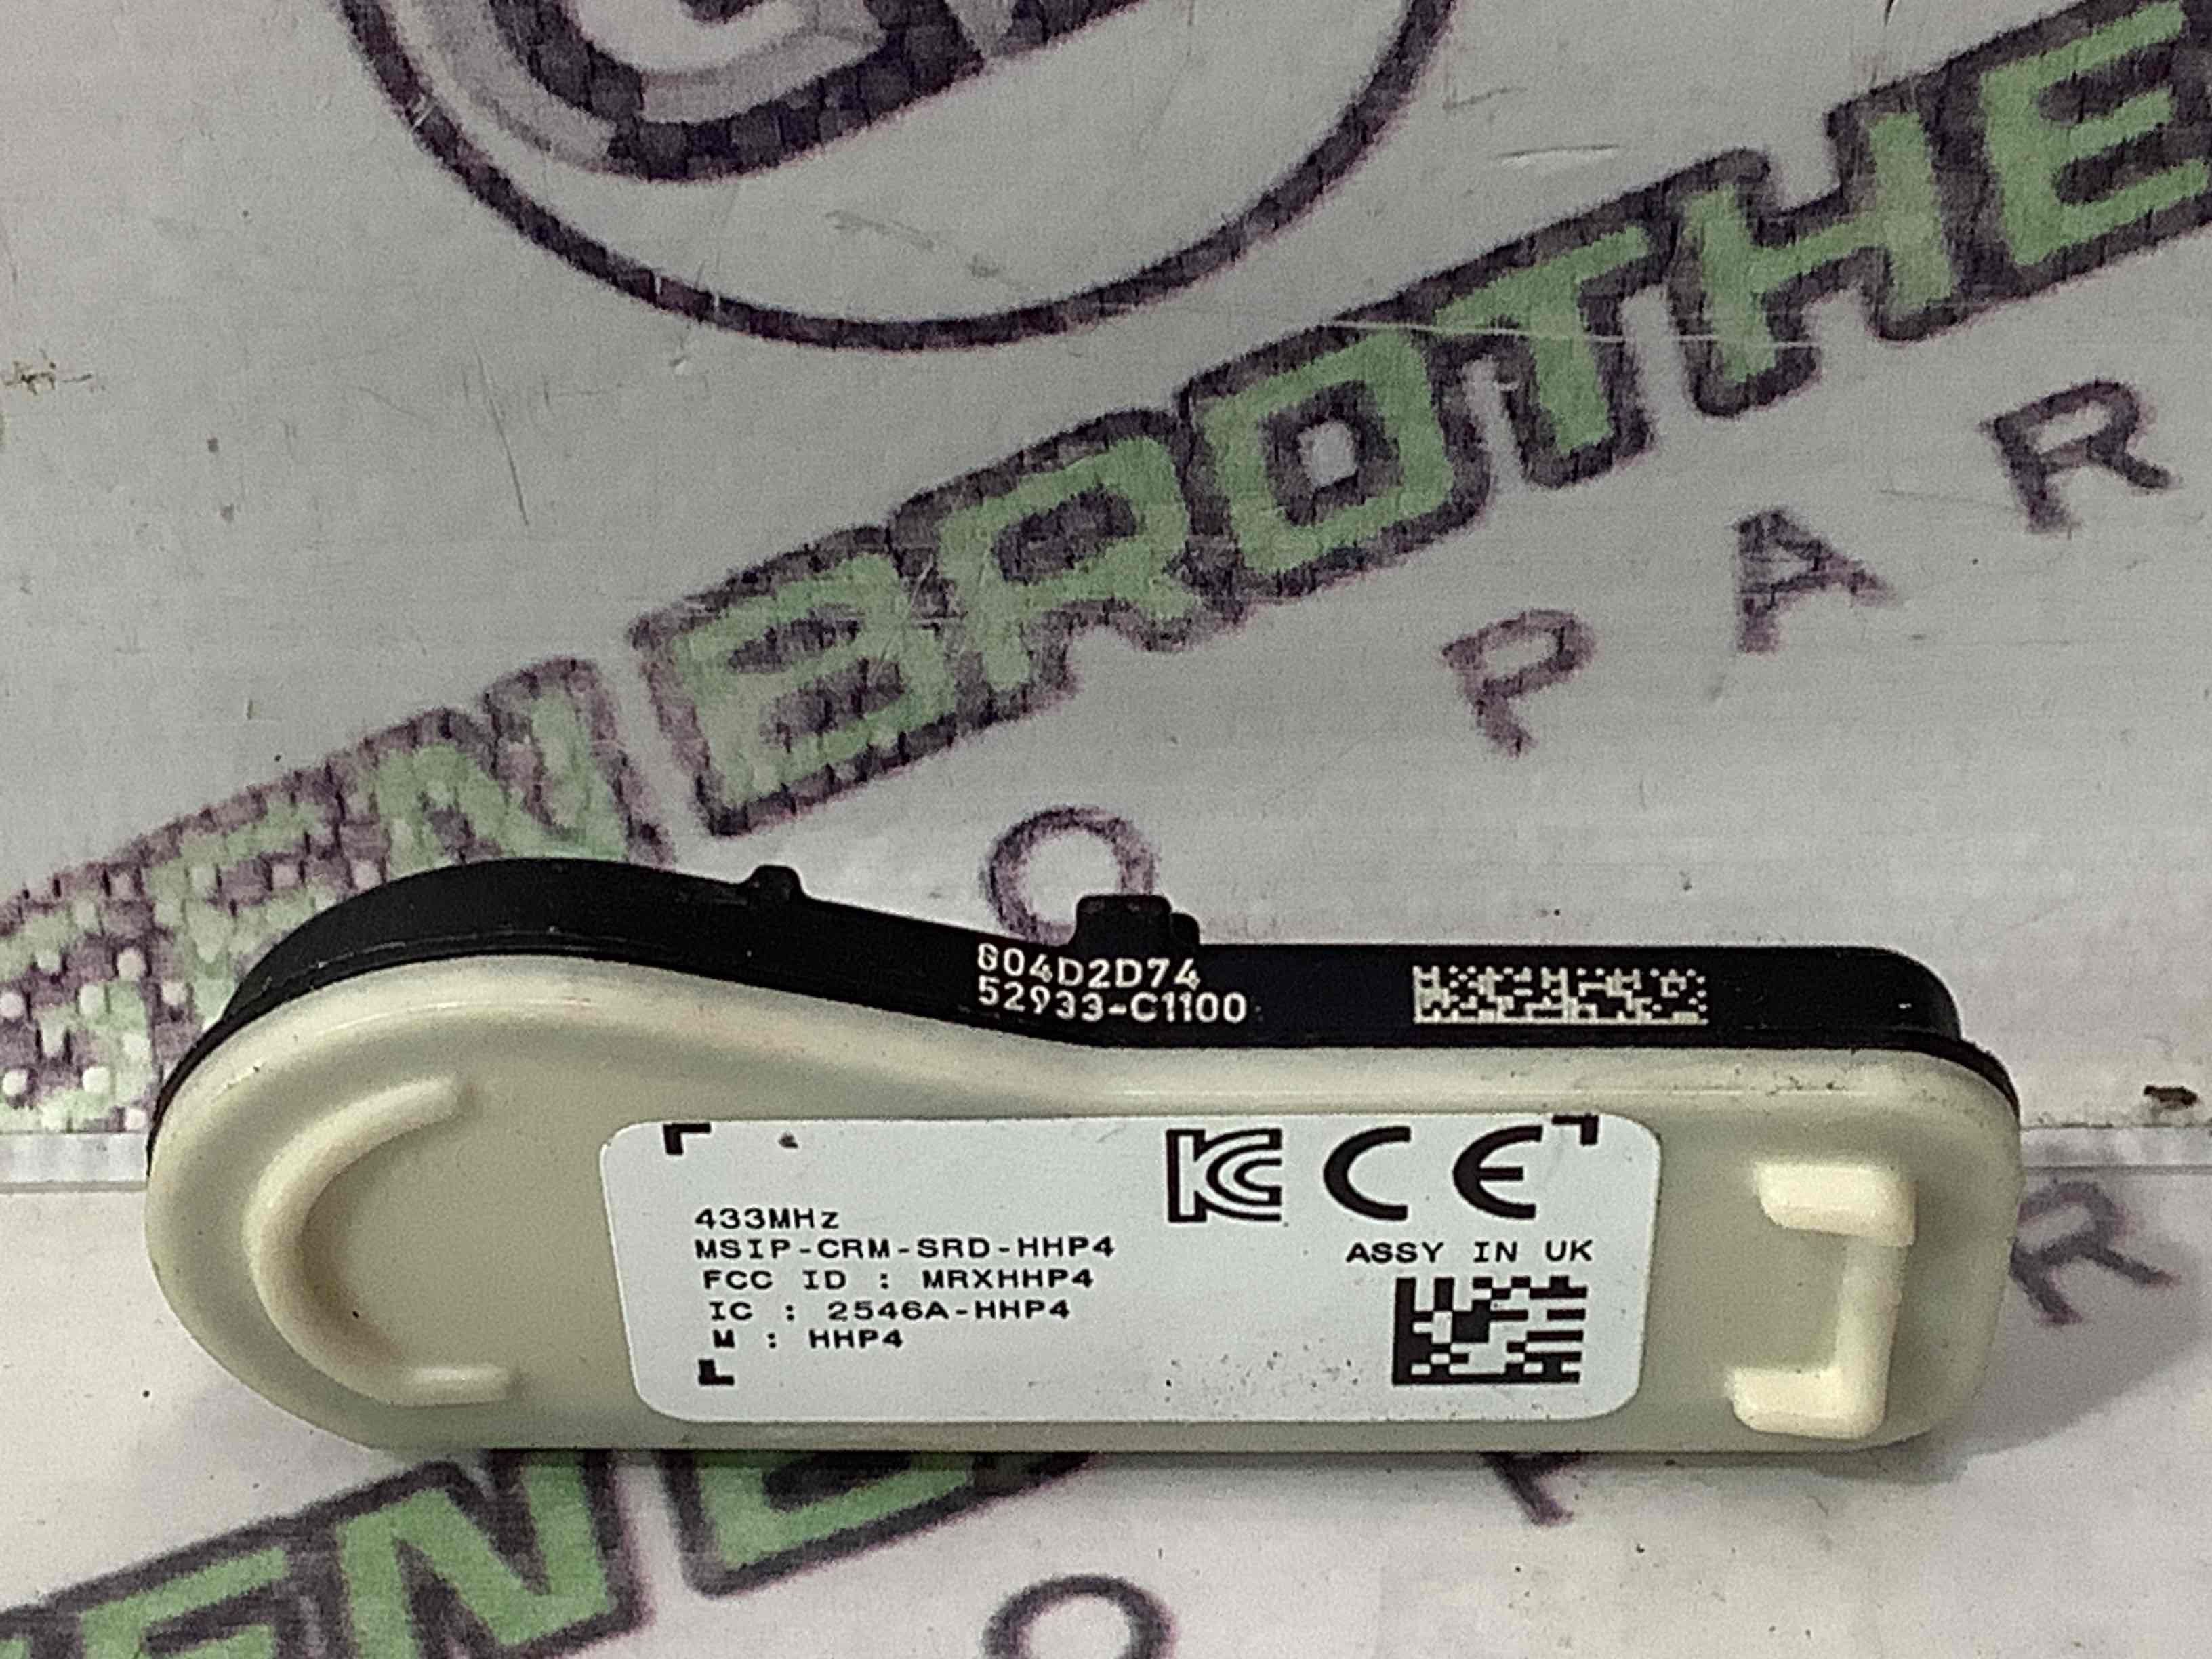 BROTHE
PAR
804D2D74
52933-C1100
433MHz
MSIP-CRM-SRD-HHP4
FCC ID : MRXHHP4
IC : 2546A-HHP4
M : HHP4
CE
ASSY IN UK